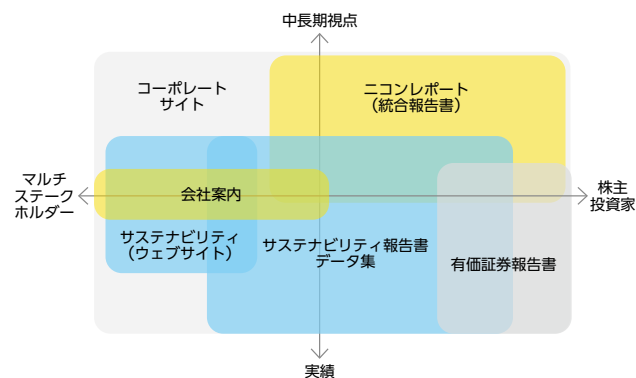 中長期視点
コーポレート
サイト
ニコンレポート
（統合報告書）
マルチ
ステーク
ホルダー
会社案内
株主
投資家
サステナビリティ
（ウェブサイト）
サステナビリティ報告書
データ集
有価証券報告書
実績